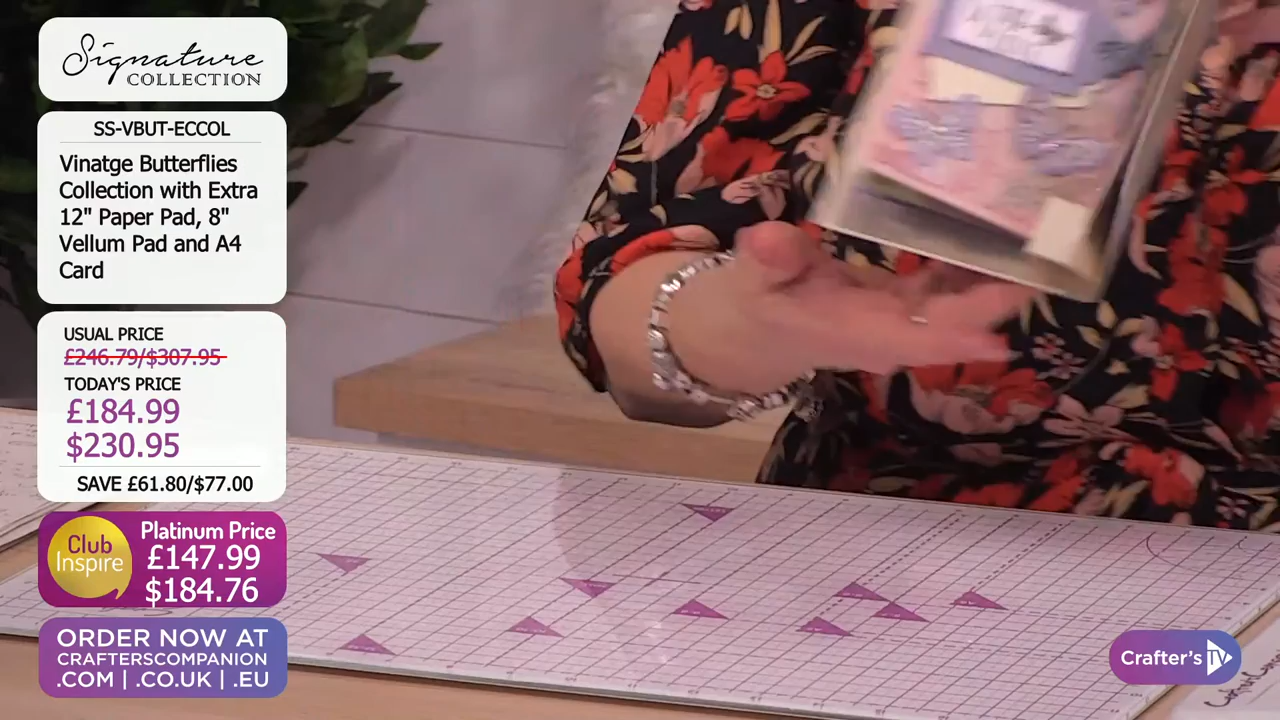 Signature
COLLECTION
SS-VBUT-ECCOL
Vinatge Butterflies
Collection with Extra
12" Paper Pad, 8"
Vellum Pad and A4
Card
USUAL PRICE
£246.79/$307.95
TODAY'S PRICE
£184.99
$230.95
SAVE £61.80/$77.00
Club
Inspire
Platinum Price
£147.99
$184.76
ORDER NOW AT
CRAFTERSCOMPANION
.COM | .CO.UK | .EU
Crafter's TV